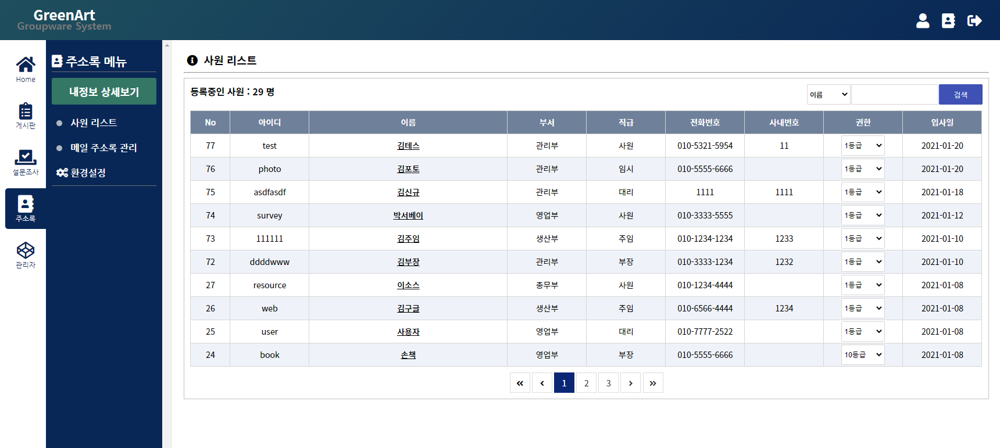 GreenArt
Groupware System
Home
게시판
설문조사
주소록
관리자
주소록 메뉴
내정보 상세보기
사원 리스트
메일 주소록 관리
환경설정
사원 리스트
등록중인 사원 : 29 명
이름 검색
No 아이디 이름 부서 직급 전화번호 사내번호 권한 입사일
77 test 김테스 관리부 사원 010-5321-5954 11 1등급 2021-01-20
76 photo 김포토 관리부 임시 010-5555-6666 1등급 2021-01-20
75 asdfasdf 김신규 관리부 대리 1111 1111 1등급 2021-01-18
74 survey 박서베이 영업부 사원 010-3333-5555 1등급 2021-01-12
73 111111 김주임 생산부 주임 010-1234-1234 1233 1등급 2021-01-10
72 ddddwww 김부장 관리부 부장 010-3333-1234 1232 1등급 2021-01-10
27 resource 이소스 총무부 사원 010-1234-4444 1등급 2021-01-08
26 web 김구글 생산부 주임 010-6566-4444 1234 1등급 2021-01-08
25 user 사용자 영업부 대리 010-7777-2522 1등급 2021-01-08
24 book 손책 영업부 부장 010-5555-6666 10등급 2021-01-08
« ‹ 1 2 3 › »